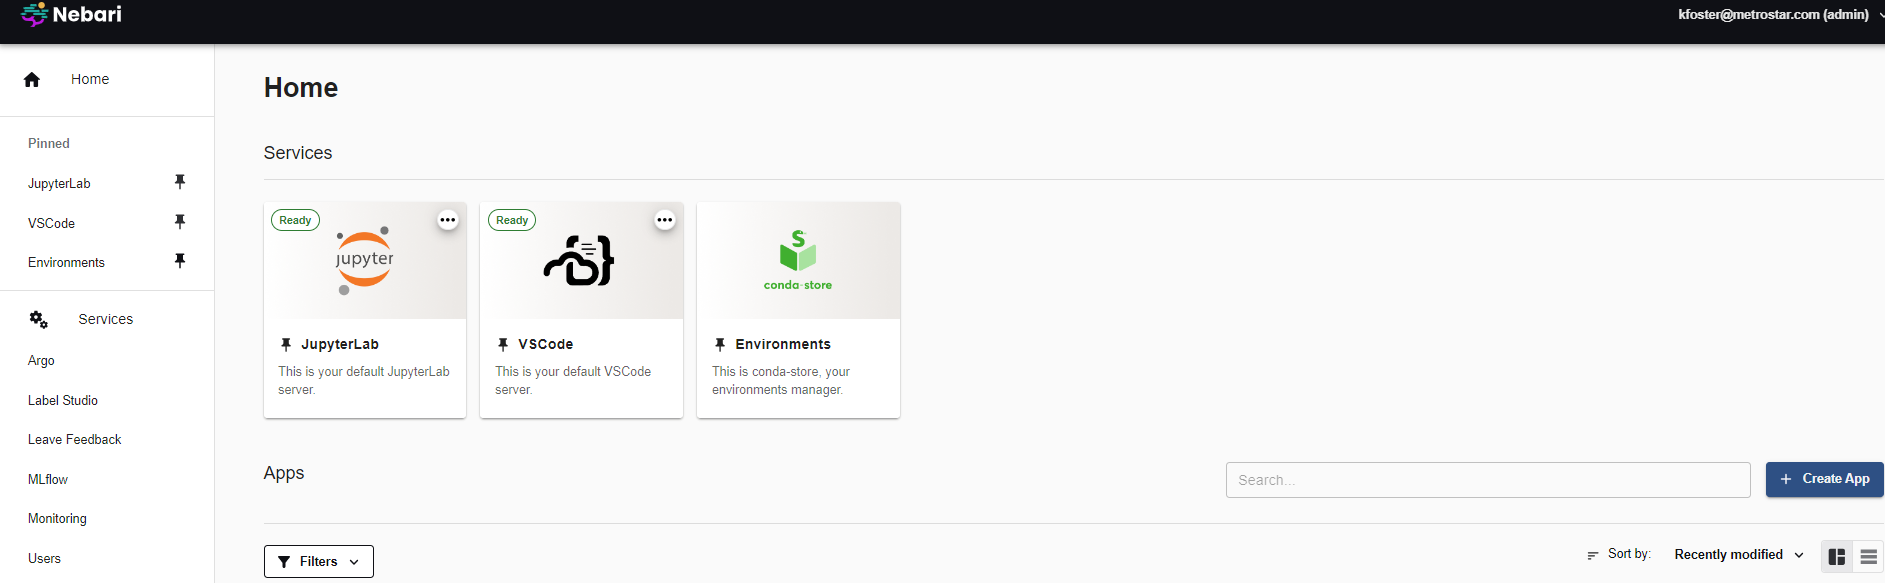 Nebari
kfoster@metrostar.com (admin)
Home
Pinned
JupyterLab
VSCode
Environments
Services
Argo
Label Studio
Leave Feedback
MLflow
Monitoring
Users
Home
Services
Ready
jupyter
JupyterLab
This is your default JupyterLab
server.
Ready
VSCode
This is your default VSCode
server.
conda-store
Environments
This is conda-store, your
environments manager.
Apps
Search...
Create App
Filters
Sort by:
Recently modified